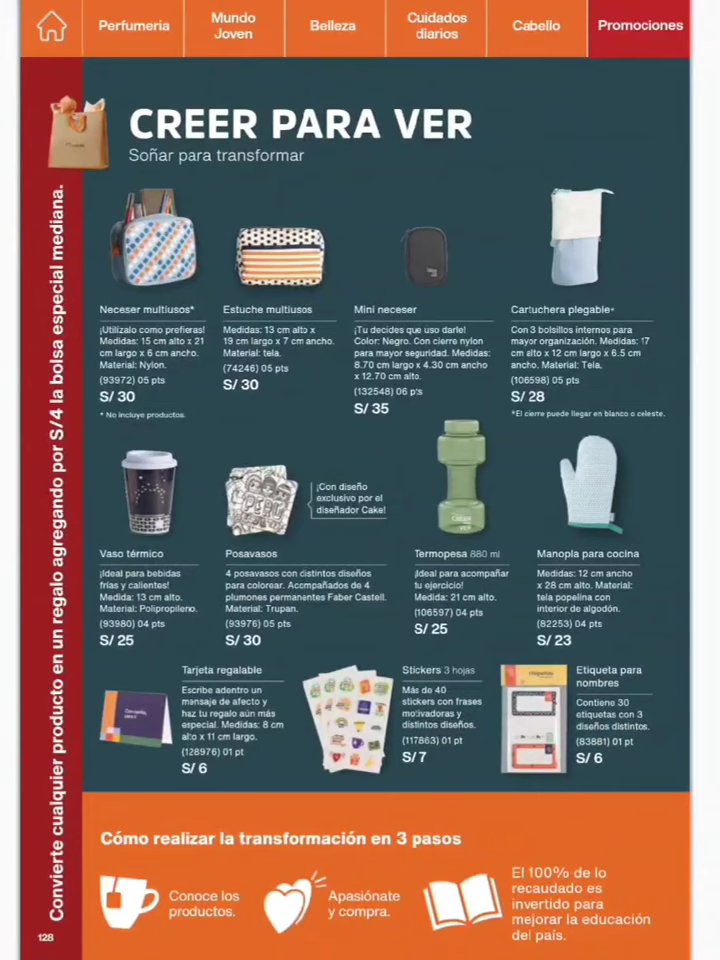 Perfumería
Mundo
Joven
Belleza
Cuidados
diarios
Cabello
Promociones
Convierte cualquier producto en un regalo agregando por S/4 la bolsa especial mediana.
CREER PARA VER
Soñar para transformar
Neceser multiusos*
¡Utilízalo como prefieras!
Medidas: 15 cm alto x 21
cm largo x 6 cm ancho.
Material: Nylon.
(93972) 05 pts
S/ 30
* No incluye productos.
Estuche multiusos
Medidas: 13 cm alto x
19 cm largo x 7 cm ancho.
Material: tela.
(74246) 05 pts
S/ 30
Mini neceser
¡Tu decides que uso darle!
Color: Negro. Con cierre nylon
para mayor seguridad. Medidas:
8.70 cm largo x 4.30 cm ancho
x 12.70 cm alto.
(132548) 06 pts
S/ 35
Cartuchera plegable*
Con 3 bolsillos internos para
mayor organización. Medidas: 17
cm alto x 12 cm largo x 6.5 cm
ancho. Material: Tela.
(106598) 05 pts
S/ 28
*El cierre puede llegar en blanco o celeste.
Vaso térmico
¡Ideal para bebidas
frías y calientes!
Medida: 13 cm alto.
Material: Polipropileno.
(93980) 04 pts
S/ 25
PERÚ
¡Con diseño
exclusivo por el
diseñador Cake!
Posavasos
4 posavasos con distintos diseños
para colorear. Acompañados de 4
plumones permanentes Faber Castell.
Material: Trupan.
(93976) 05 pts
S/ 30
CREER
VER
Termopesa 880 ml
¡Ideal para acompañar
tu ejercicio!
Medida: 21 cm alto.
(106597) 04 pts
S/ 25
Manopla para cocina
Medidas: 12 cm ancho
x 28 cm alto. Material:
tela popelina con
interior de algodón.
(82253) 04 pts
S/ 23
Tarjeta regalable
Escribe adentro un
mensaje de afecto y
haz tu regalo aún más
especial. Medidas: 8 cm
alto x 11 cm largo.
(128976) 01 pt
S/ 6
Stickers 3 hojas
Más de 40
stickers con frases
motivadoras y
distintos diseños.
(117863) 01 pt
S/ 7
Etiqueta para
nombres
Contiene 30
etiquetas con 3
diseños distintos.
(83881) 01 pt
S/ 6
Cómo realizar la transformación en 3 pasos
Conoce los
productos.
Apasiónate
y compra.
El 100% de lo
recaudado es
invertido para
mejorar la educación
del país.
128